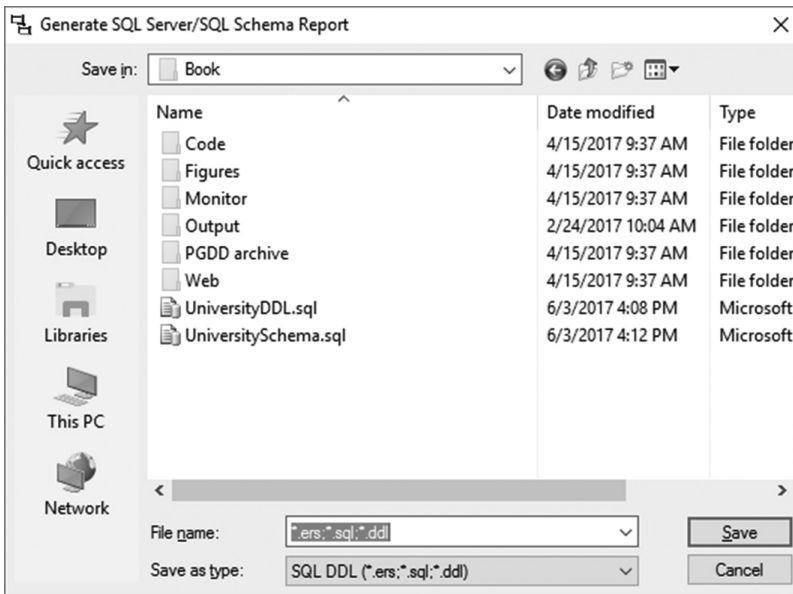 Generate SQL Server/SQL Schema Report
Save in: Book
Name Date modified Type
Code 4/15/2017 9:37 AM File folder
Figures 4/15/2017 9:37 AM File folder
Monitor 4/15/2017 9:37 AM File folder
Output 2/24/2017 10:04 AM File folder
PGDD archive 4/15/2017 9:37 AM File folder
Web 4/15/2017 9:37 AM File folder
UniversityDDL.sql 6/3/2017 4:08 PM Microsoft
UniversitySchema.sql 6/3/2017 4:12 PM Microsoft
Quick access
Desktop
Libraries
This PC
Network
File name: *.ers;*.sql;*.ddl Save
Save as type: SQL DDL (*.ers;*.sql;*.ddl) Cancel